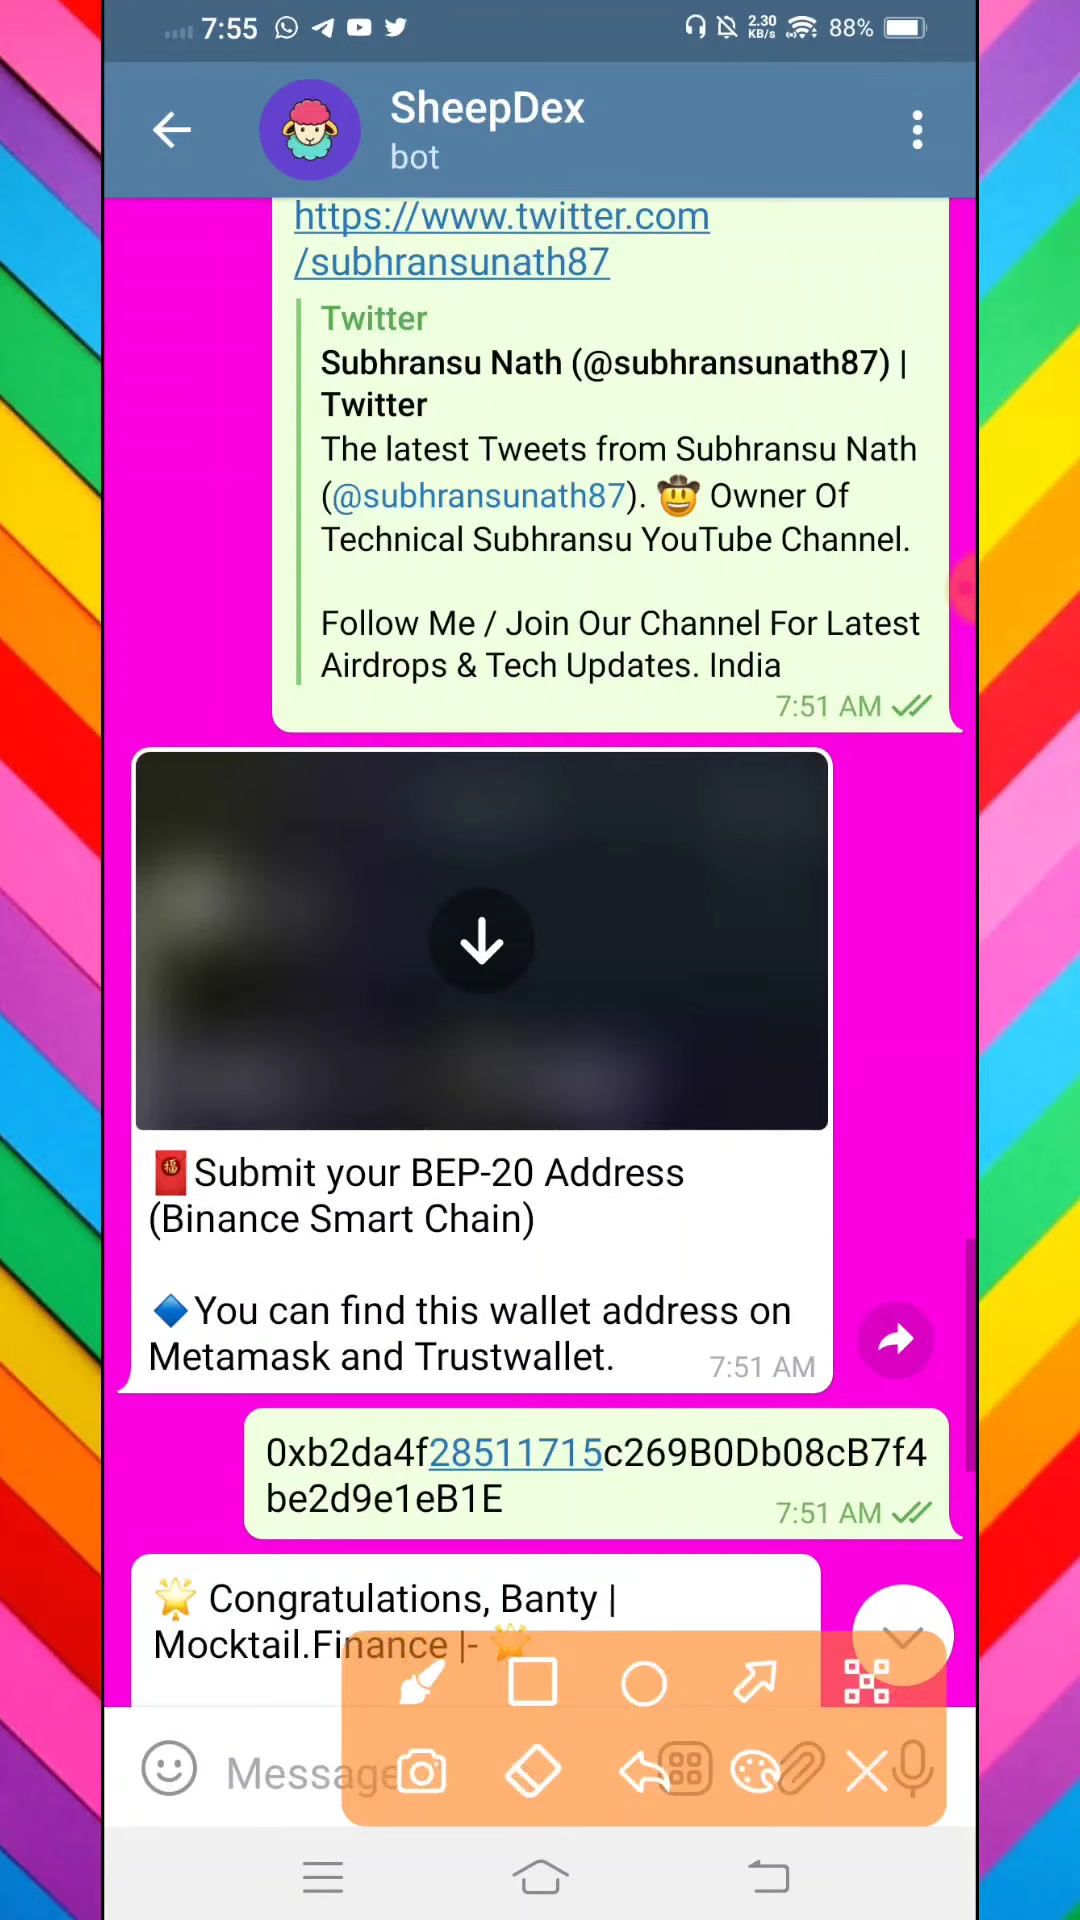 7:55
2.30
KB/s
88%
SheepDex
bot
https://www.twitter.com
/subhransunath87
Twitter
Subhransu Nath (@subhransunath87) |
Twitter
The latest Tweets from Subhransu Nath
(@subhransunath87). 🤠 Owner Of
Technical Subhransu YouTube Channel.
Follow Me / Join Our Channel For Latest
Airdrops & Tech Updates. India
7:51 AM
🧧Submit your BEP-20 Address
(Binance Smart Chain)
🔷You can find this wallet address on
Metamask and Trustwallet.
7:51 AM
0xb2da4f28511715c269B0Db08cB7f4
be2d9e1eB1E
7:51 AM
🌟 Congratulations, Banty |
Mocktail.Finance |- 🌟
Message